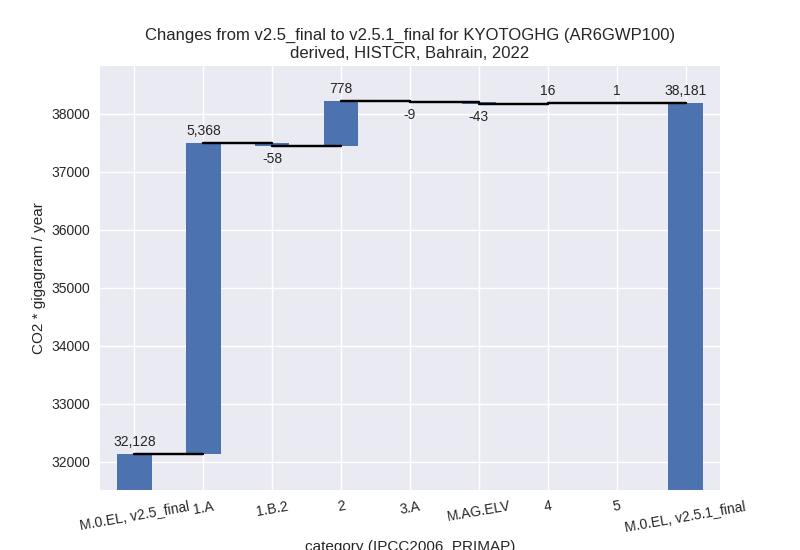 Changes from v2.5_final to v2.5.1_final for KYOTOGHG (AR6GWP100)
derived, HISTCR, Bahrain, 2022
CO2 * gigagram / year
38000
37000
36000
35000
34000
33000
32000
32,128
5,368
-58
778
-9
-43
16
1
38,181
M.0.EL, v2.5_final
1.A
1.B.2
2
3.A
M.AG.ELV
4
5
M.0.EL, v2.5.1_final
category (IPCC2006_PRIMAP)